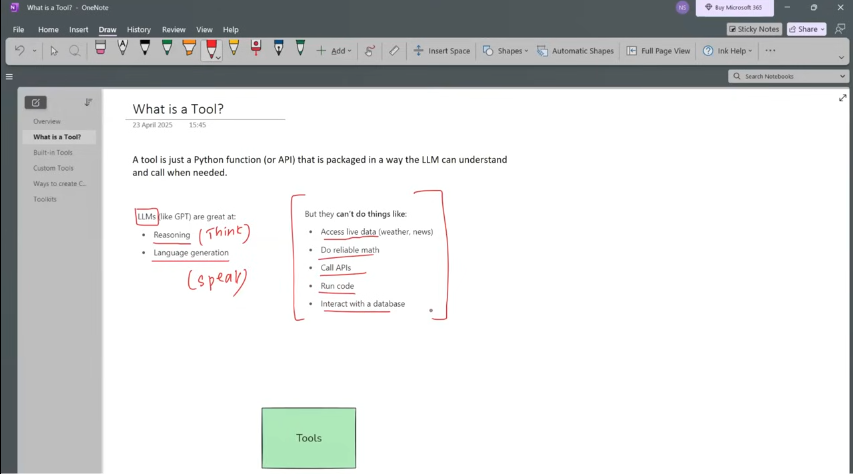 What is a Tool? - OneNote
NS
Buy Microsoft 365
File Home Insert Draw History Review View Help
Sticky Notes
Share
Add
Insert Space
Shapes
Automatic Shapes
Full Page View
Ink Help
Search Notebooks
Overview
What is a Tool?
Built-in Tools
Custom Tools
Ways to create C...
Toolkits
What is a Tool?
23 April 2025 15:45
A tool is just a Python function (or API) that is packaged in a way the LLM can understand
and call when needed.
LLMs (like GPT) are great at:
• Reasoning (Think)
• Language generation
(speak)
But they can't do things like:
• Access live data (weather, news)
• Do reliable math
• Call APIs
• Run code
• Interact with a database
Tools